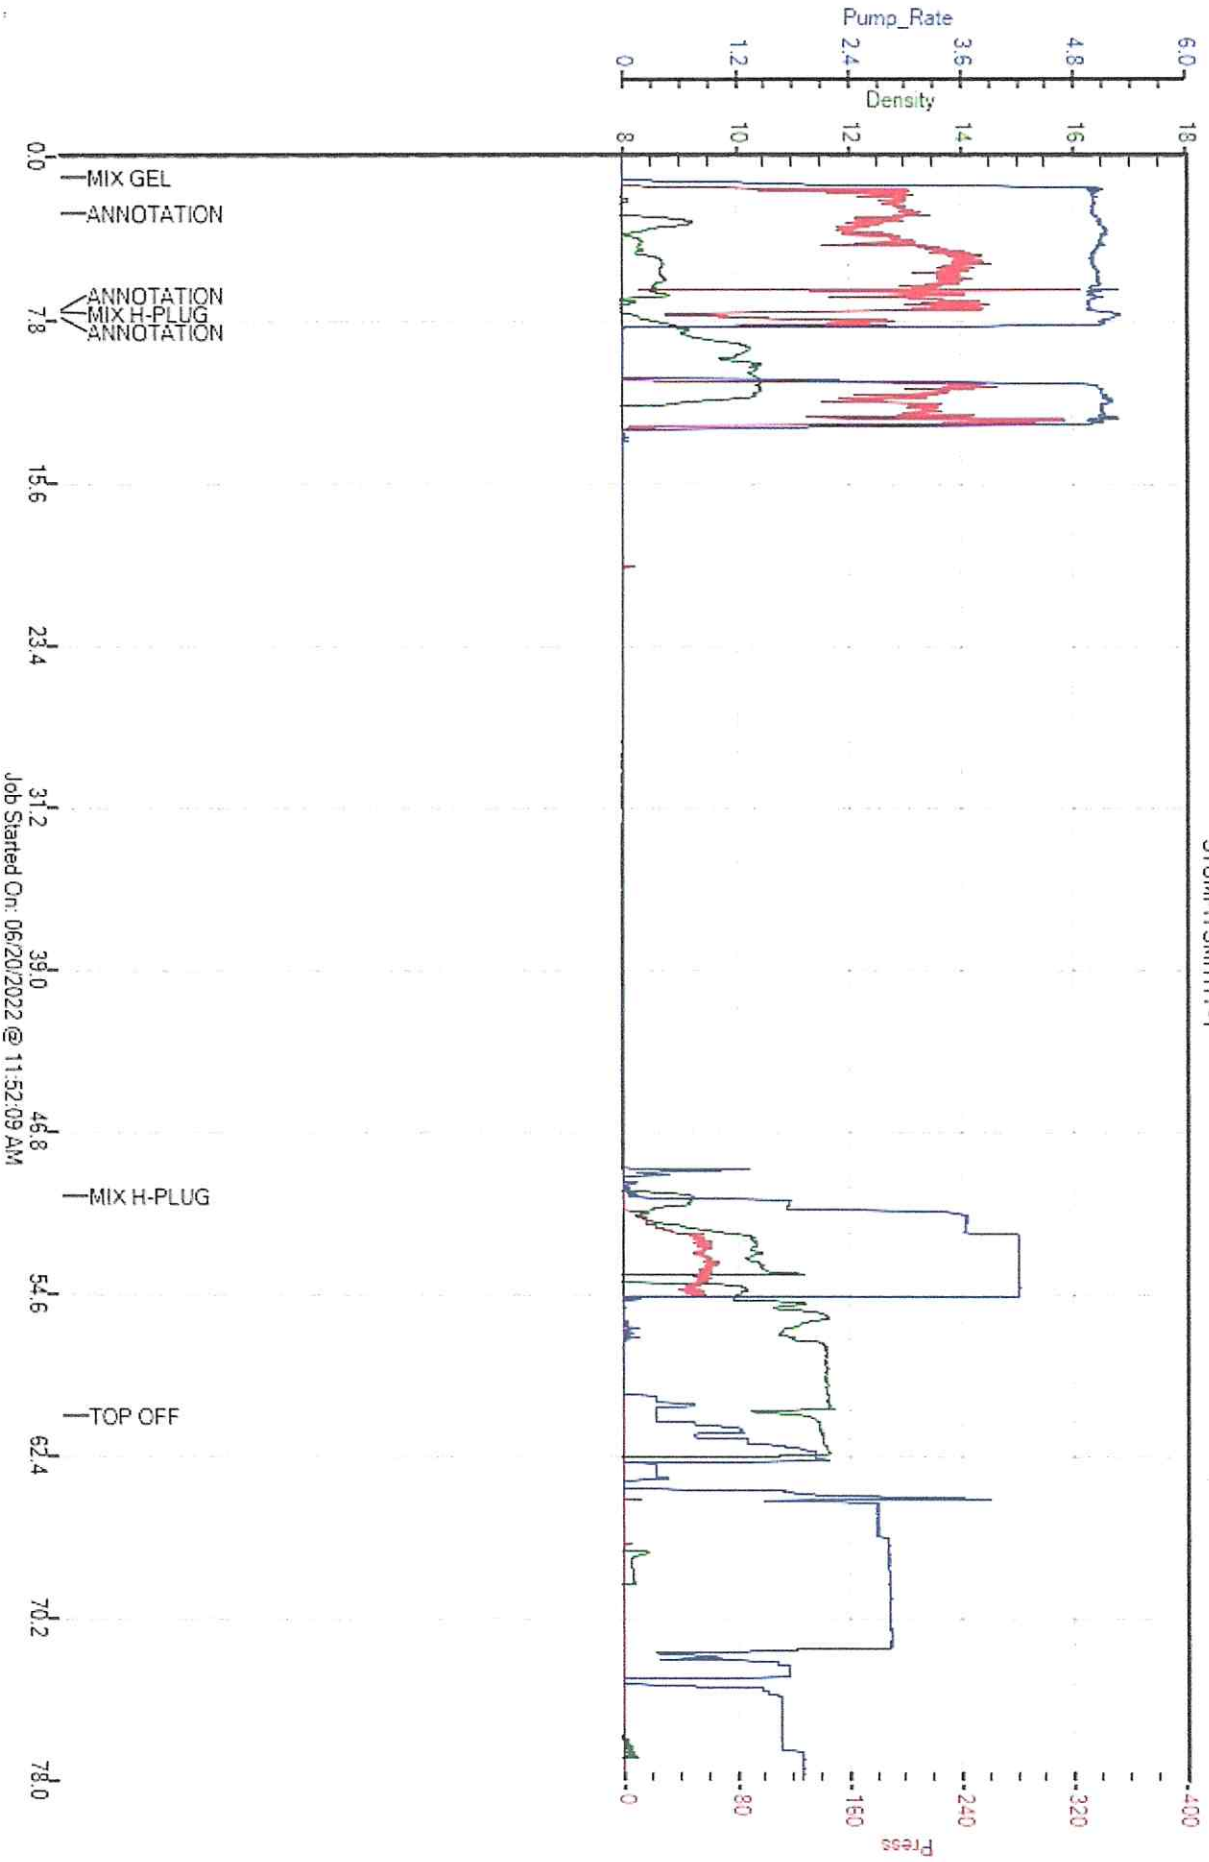 Pump_Rate
0 1.2 2.4 3.6 4.8 6.0
Density
8 10 12 14 16 18
0.0 7.8 15.6 23.4 31.2 39.0 46.8 54.6 62.4 70.2 78.0
MIX GEL
ANNOTATION
ANNOTATION
MIX H-PLUG
ANNOTATION
MIX H-PLUG
TOP OFF
0 80 160 240 320 400
Press
Job Started On: 06/20/2022 @ 11:52:09 AM